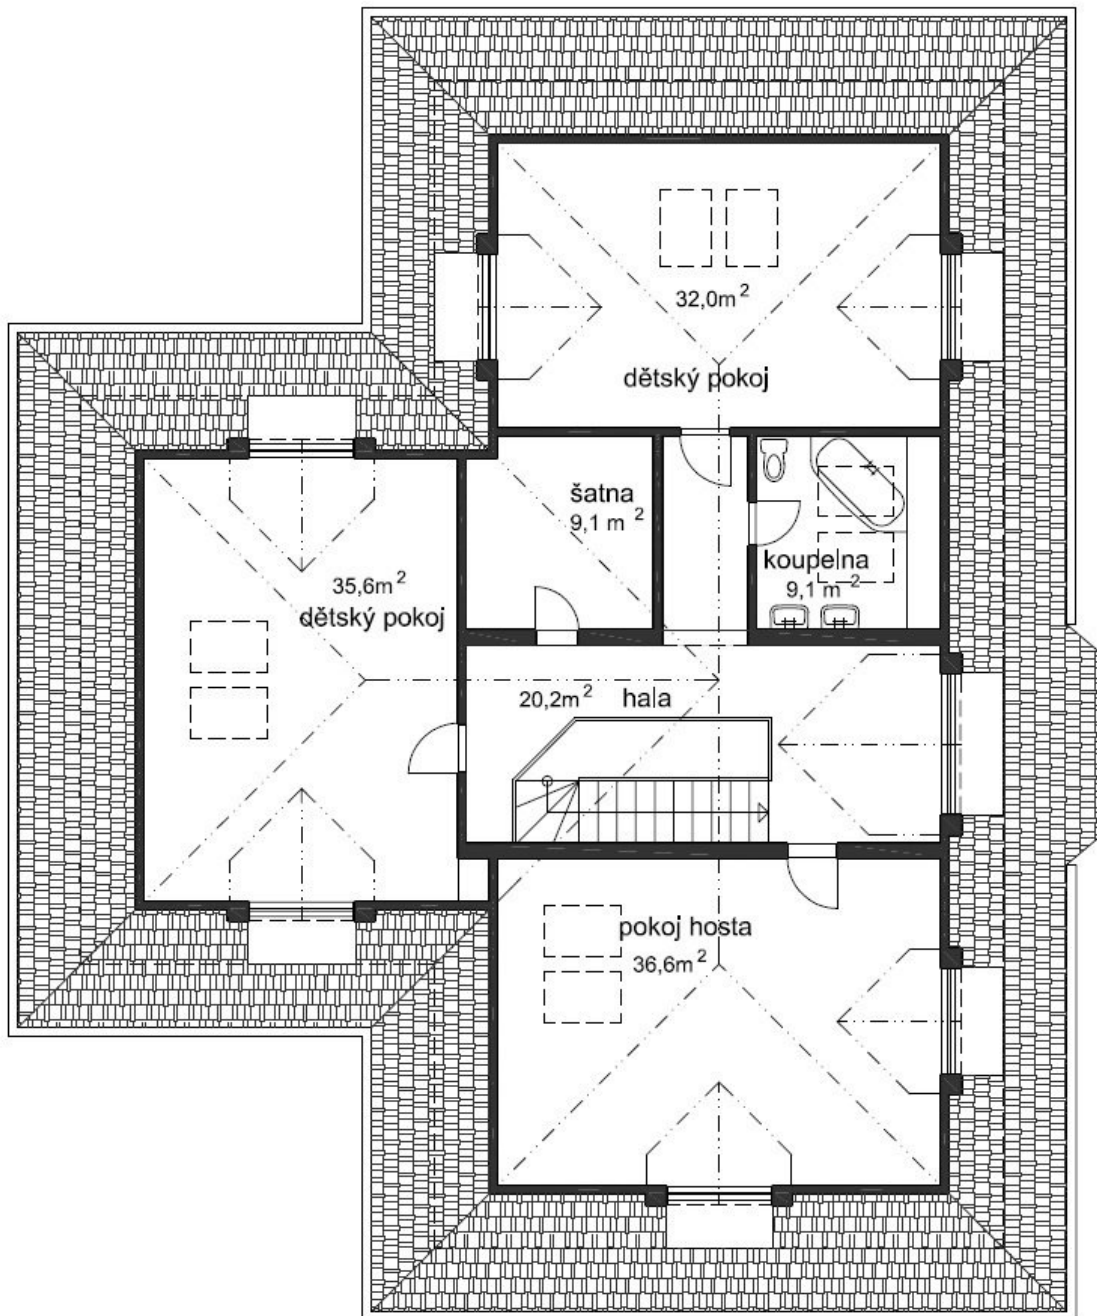 32,0m²
dětský pokoj
šatna
9,1 m²
koupelna
9,1 m²
35,6m²
dětský pokoj
20,2m² hala
pokoj hosta
36,6m²